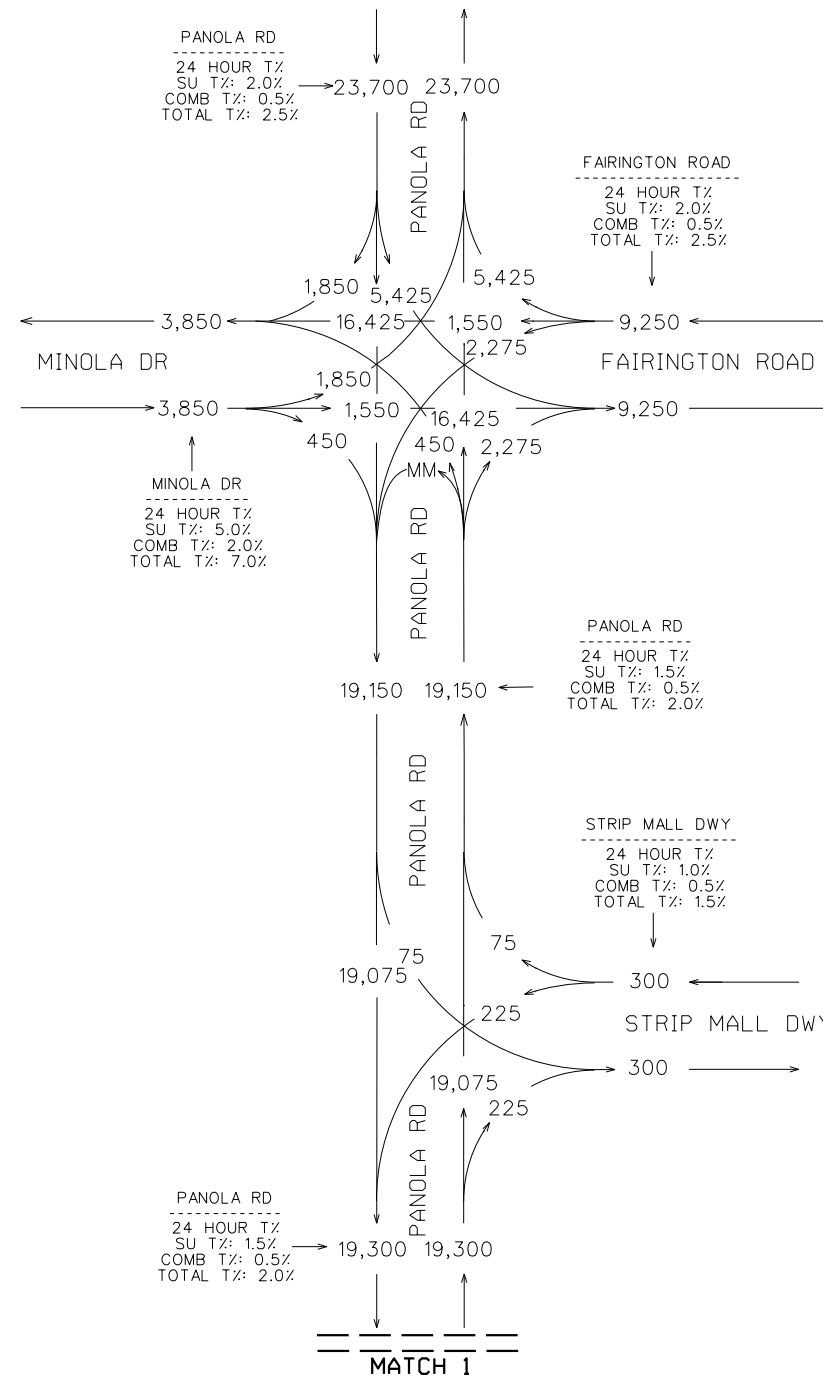 PANOLA RD
24 HOUR T%
SU T%: 2.0%
COMB T%: 0.5%
TOTAL T%: 2.5%
23,700 23,700
PANOLA RD
FAIRINGTON ROAD
24 HOUR T%
SU T%: 2.0%
COMB T%: 0.5%
TOTAL T%: 2.5%
1,850
5,425
5,425
3,850
16,425
1,550
9,250
2,275
MINOLA DR
FAIRINGTON ROAD
1,850
3,850
1,550
16,425
9,250
450
450
2,275
MM
MINOLA DR
24 HOUR T%
SU T%: 5.0%
COMB T%: 2.0%
TOTAL T%: 7.0%
PANOLA RD
PANOLA RD
24 HOUR T%
SU T%: 1.5%
COMB T%: 0.5%
TOTAL T%: 2.0%
19,150 19,150
PANOLA RD
STRIP MALL DWY
24 HOUR T%
SU T%: 1.0%
COMB T%: 0.5%
TOTAL T%: 1.5%
75
75
19,075
300
225
STRIP MALL DWY
19,075
300
225
PANOLA RD
PANOLA RD
24 HOUR T%
SU T%: 1.5%
COMB T%: 0.5%
TOTAL T%: 2.0%
19,300 19,300
MATCH 1